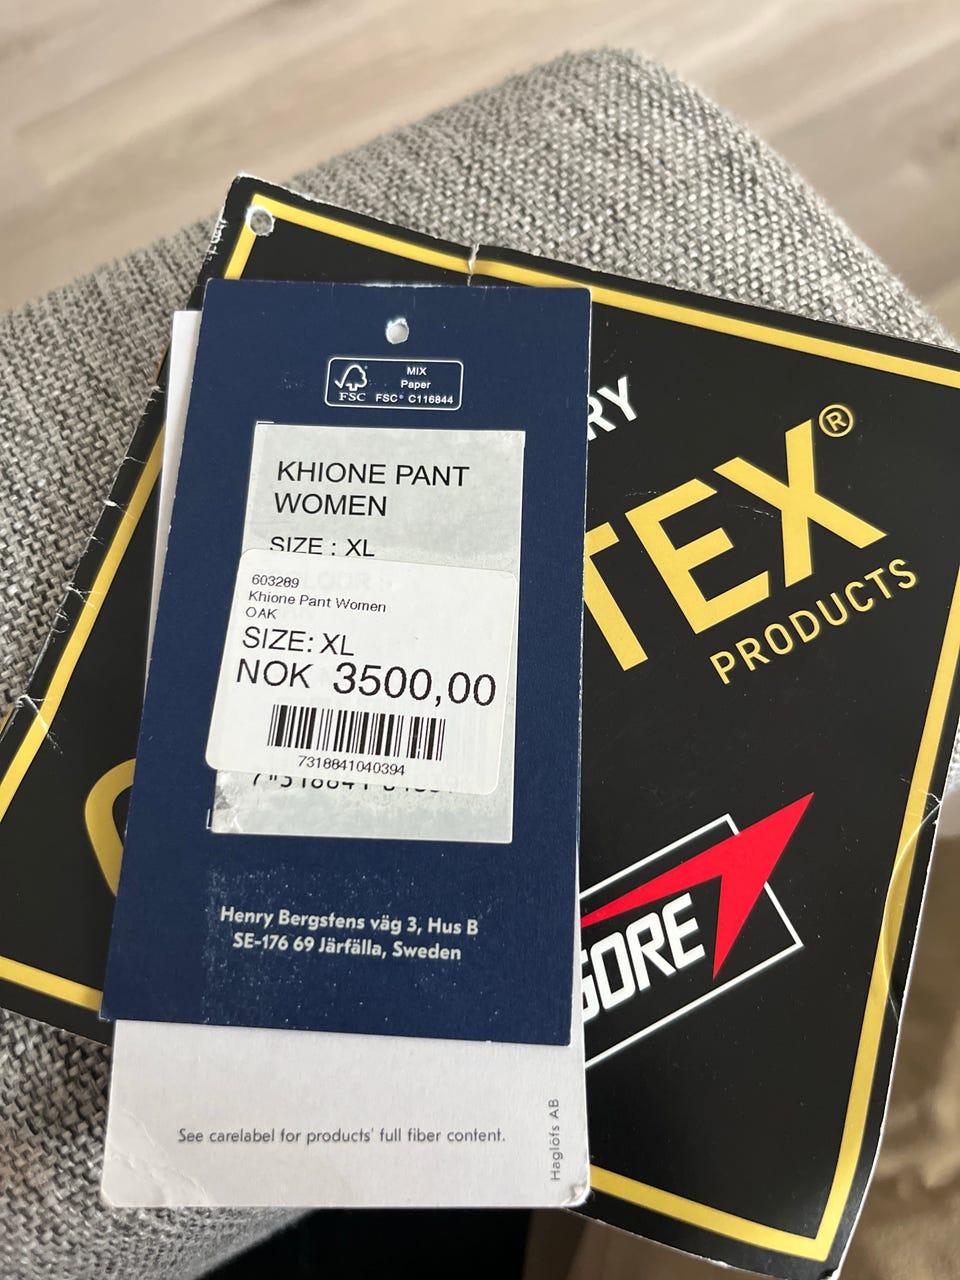 MIX
Paper
FSC
FSC® C116844
KHIONE PANT
WOMEN
SIZE : XL
603289
Khione Pant Women
OAK
SIZE: XL
NOK 3500,00
7318841040394
Henry Bergstens väg 3, Hus B
SE-176 69 Järfälla, Sweden
See carelabel for products' full fiber content.
Haglöfs AB
RY
TEX®
PRODUCTS
GORE